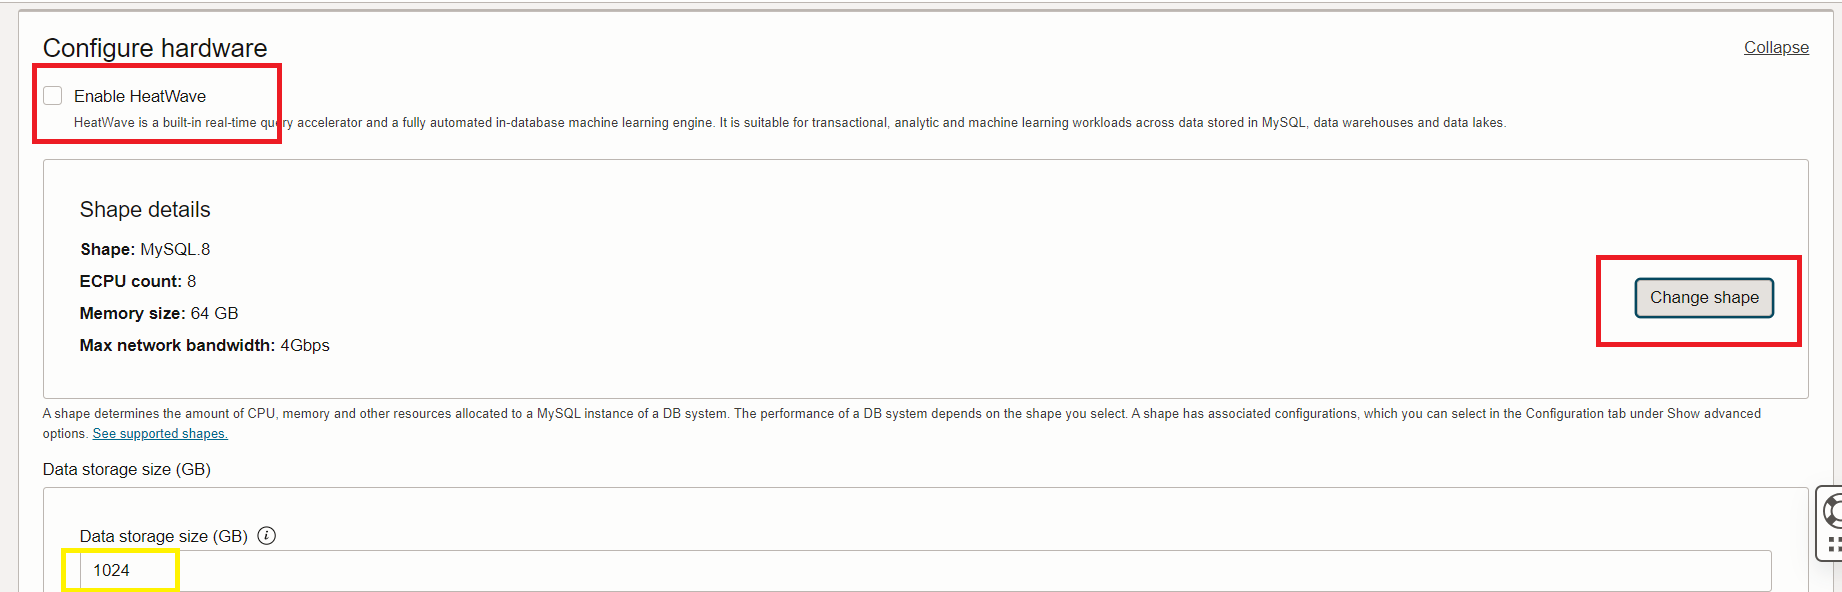 Configure hardware
Collapse
Enable HeatWave
HeatWave is a built-in real-time query accelerator and a fully automated in-database machine learning engine. It is suitable for transactional, analytic and machine learning workloads across data stored in MySQL, data warehouses and data lakes.
Shape details
Shape: MySQL.8
ECPU count: 8
Memory size: 64 GB
Max network bandwidth: 4Gbps
Change shape
A shape determines the amount of CPU, memory and other resources allocated to a MySQL instance of a DB system. The performance of a DB system depends on the shape you select. A shape has associated configurations, which you can select in the Configuration tab under Show advanced
options. See supported shapes.
Data storage size (GB)
Data storage size (GB)
1024